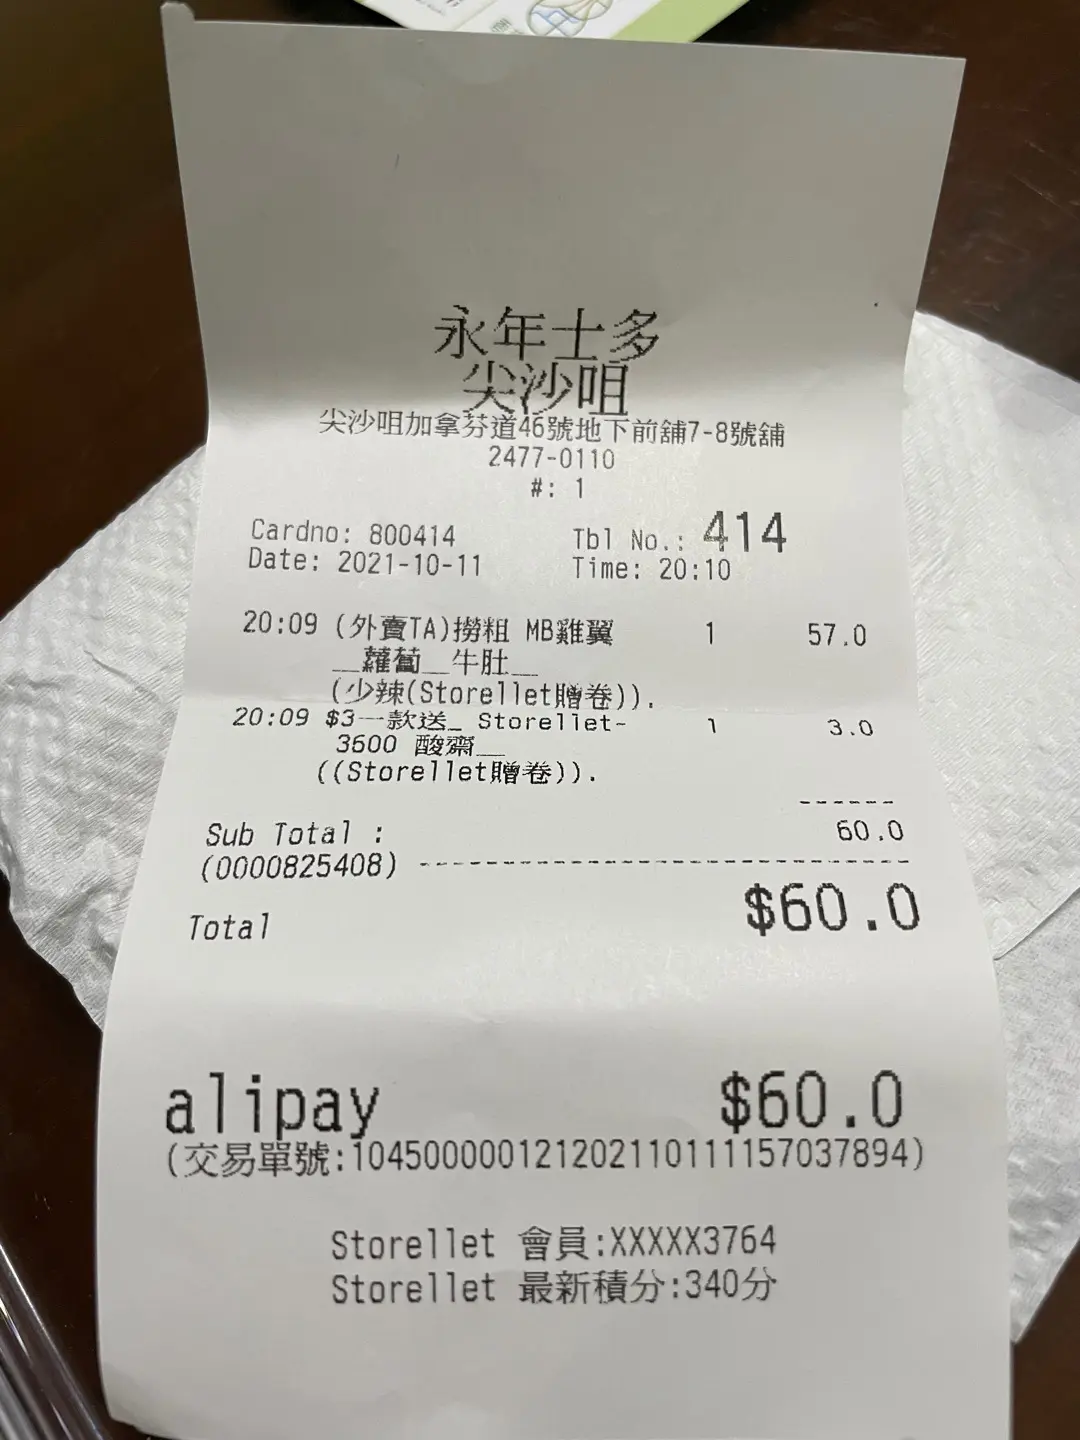 永年士多
尖沙咀
尖沙咀加拿芬道46號地下前舖7-8號舖
2477-0110
#: 1
Cardno: 800414 Tbl No.: 414
Date: 2021-10-11 Time: 20:10
20:09 (外賣TA)撈粗 MB雞翼 1 57.0
__蘿蔔__牛肚__
(少辣(Storellet贈卷)).
20:09 $3一款送_ Storellet- 1 3.0
3600 酸齋__
((Storellet贈卷)).
Sub Total : 60.0
(0000825408)
Total $60.0
alipay $60.0
(交易單號:10450000012120211011115703​7894)
Storellet 會員:XXXXX3764
Storellet 最新積分:340分